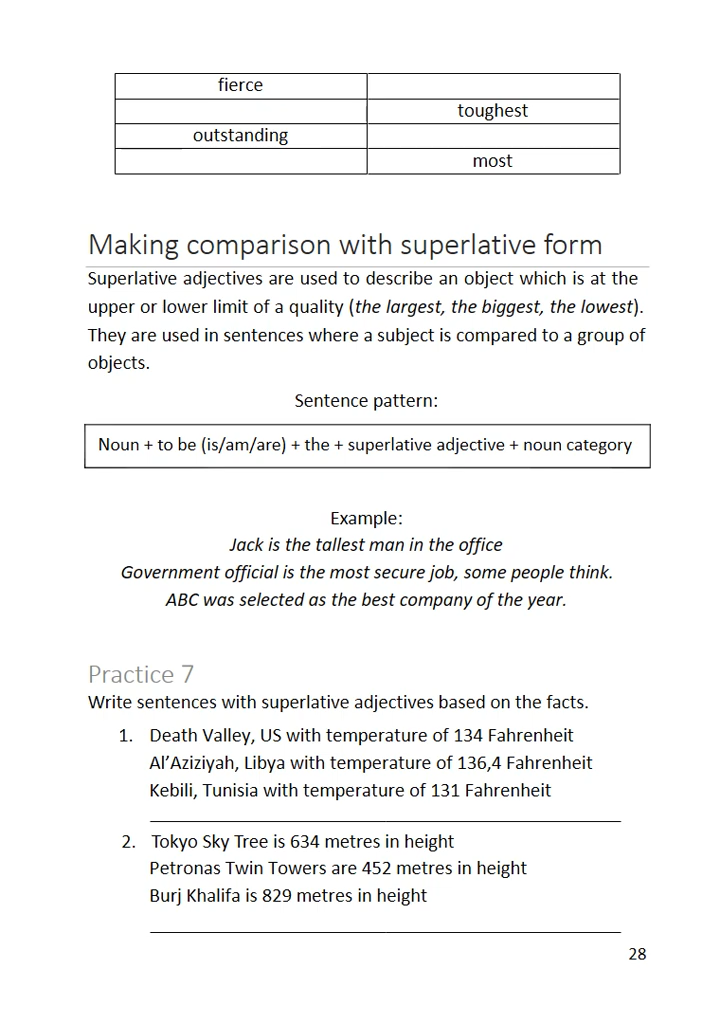 fierce
toughest
outstanding
most
Making comparison with superlative form
Superlative adjectives are used to describe an object which is at the
upper or lower limit of a quality (the largest, the biggest, the lowest).
They are used in sentences where a subject is compared to a group of
objects.
Sentence pattern:
Noun + to be (is/am/are) + the + superlative adjective + noun category
Example:
Jack is the tallest man in the office
Government official is the most secure job, some people think.
ABC was selected as the best company of the year.
Practice 7
Write sentences with superlative adjectives based on the facts.
1. Death Valley, US with temperature of 134 Fahrenheit
Al’Aziziyah, Libya with temperature of 136,4 Fahrenheit
Kebili, Tunisia with temperature of 131 Fahrenheit
2. Tokyo Sky Tree is 634 metres in height
Petronas Twin Towers are 452 metres in height
Burj Khalifa is 829 metres in height
28